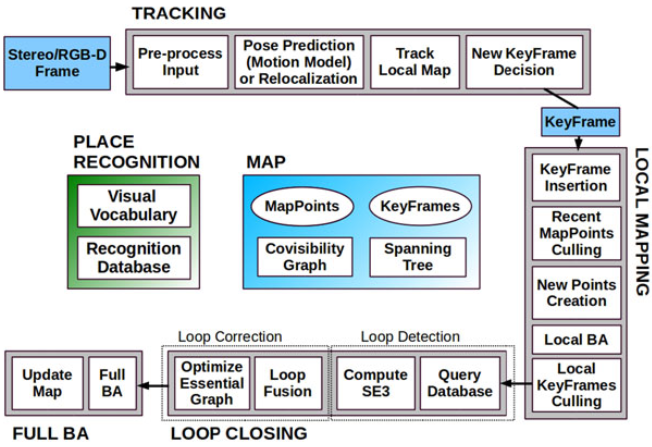 TRACKING
Stereo/RGB-D
Frame
Pre-process
Input
Pose Prediction
(Motion Model)
or Relocalization
Track
Local Map
New KeyFrame
Decision
KeyFrame
PLACE
RECOGNITION
Visual
Vocabulary
Recognition
Database
MAP
MapPoints
KeyFrames
Covisibility
Graph
Spanning
Tree
LOCAL MAPPING
KeyFrame
Insertion
Recent
MapPoints
Culling
New Points
Creation
Local BA
Local
KeyFrames
Culling
Loop Correction
Loop Detection
Update
Map
Full
BA
Optimize
Essential
Graph
Loop
Fusion
Compute
SE3
Query
Database
FULL BA
LOOP CLOSING